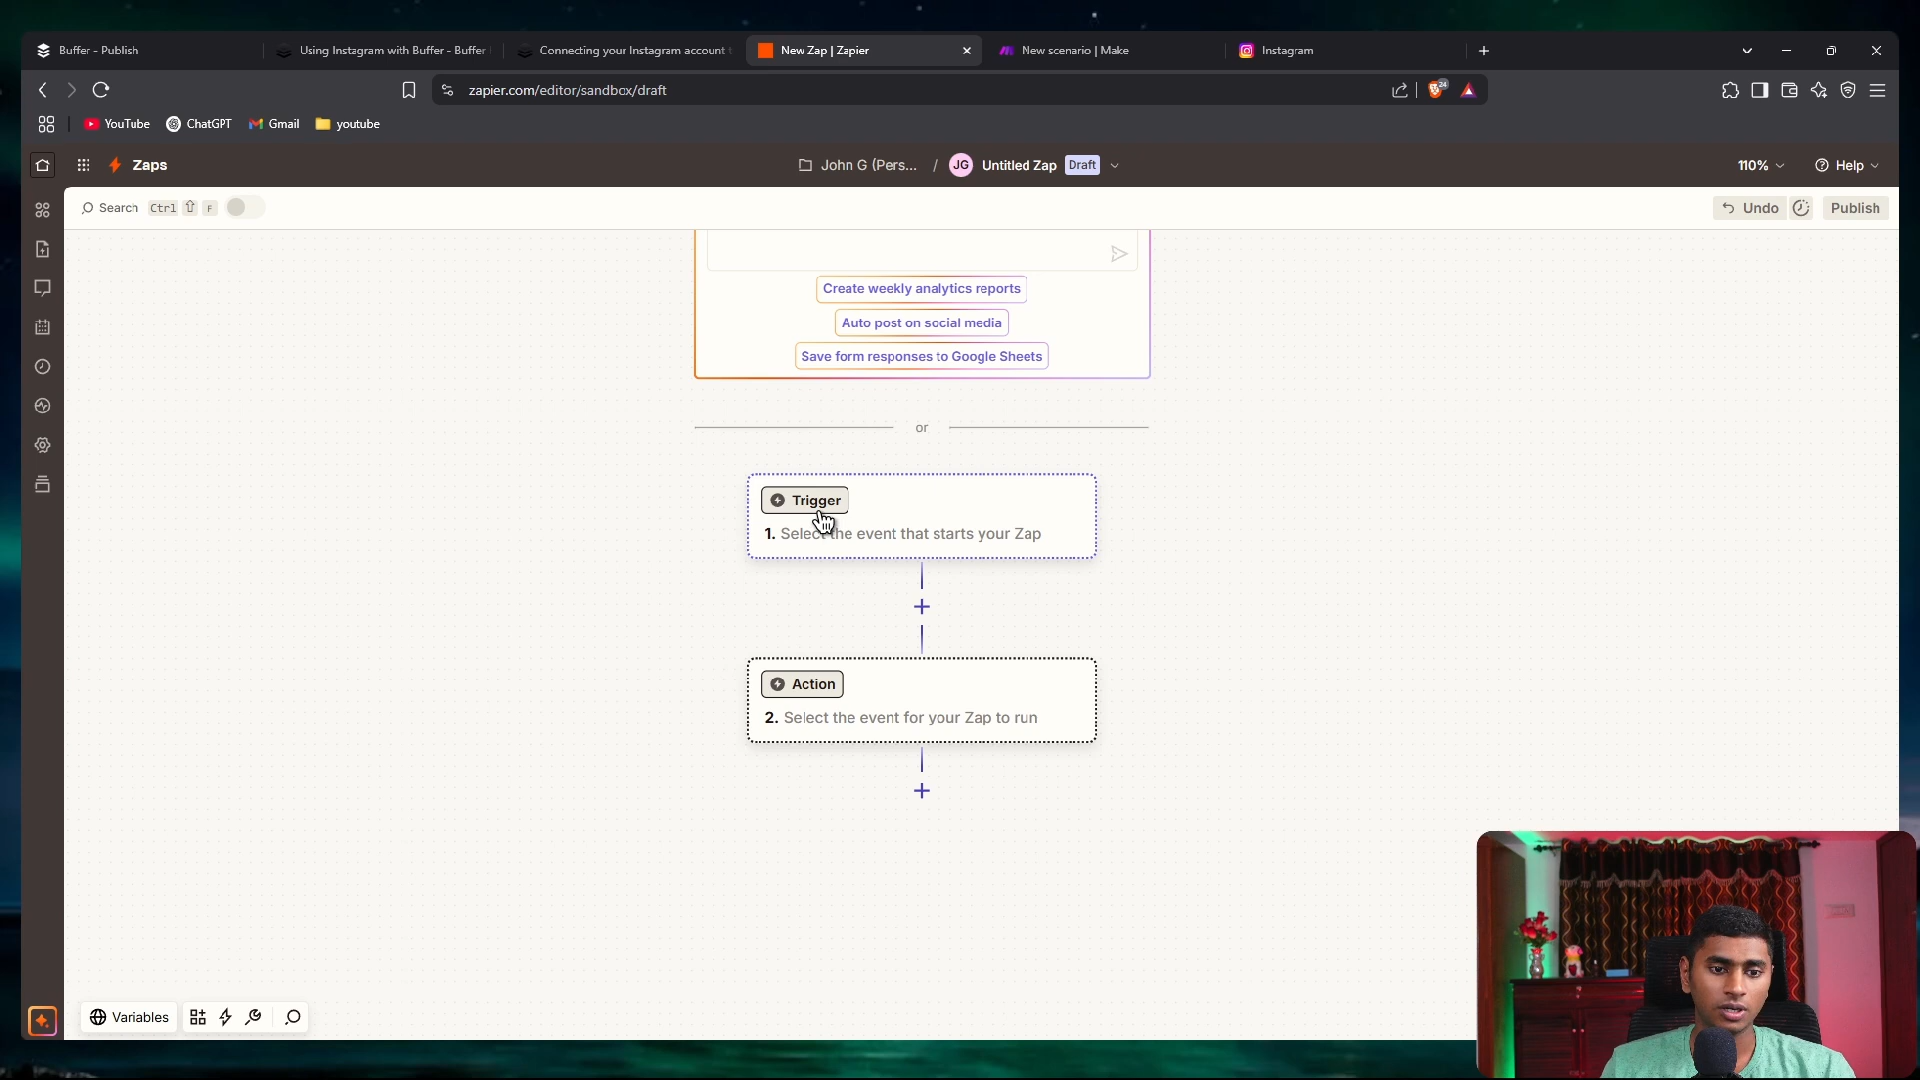 Buffer - Publish
Using Instagram with Buffer - Buffer
Connecting your Instagram account t
New Zap | Zapier
New scenario | Make
Instagram
zapier.com/editor/sandbox/draft
24
YouTube
ChatGPT
Gmail
youtube
Zaps
John G (Pers... / JG Untitled Zap Draft
110%
Help
Search Ctrl F
Undo
Publish
Create weekly analytics reports
Auto post on social media
Save form responses to Google Sheets
or
Trigger
1. Select the event that starts your Zap
Action
2. Select the event for your Zap to run
Variables